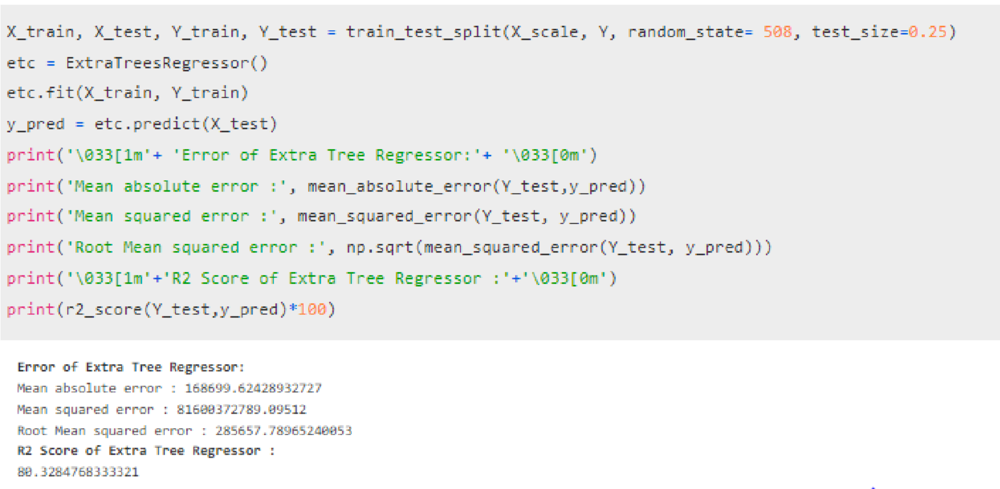 X_train, X_test, Y_train, Y_test = train_test_split(X_scale, Y, random_state= 508, test_size=0.25)
etc = ExtraTreesRegressor()
etc.fit(X_train, Y_train)
y_pred = etc.predict(X_test)
print('\033[1m'+ 'Error of Extra Tree Regressor:'+ '\033[0m')
print('Mean absolute error :', mean_absolute_error(Y_test,y_pred))
print('Mean squared error :', mean_squared_error(Y_test, y_pred))
print('Root Mean squared error :', np.sqrt(mean_squared_error(Y_test, y_pred)))
print('\033[1m'+'R2 Score of Extra Tree Regressor :'+'\033[0m')
print(r2_score(Y_test,y_pred)*100)
Error of Extra Tree Regressor:
Mean absolute error : 168699.62428932727
Mean squared error : 81600372789.09512
Root Mean squared error : 285657.78965240053
R2 Score of Extra Tree Regressor :
80.3284768333321